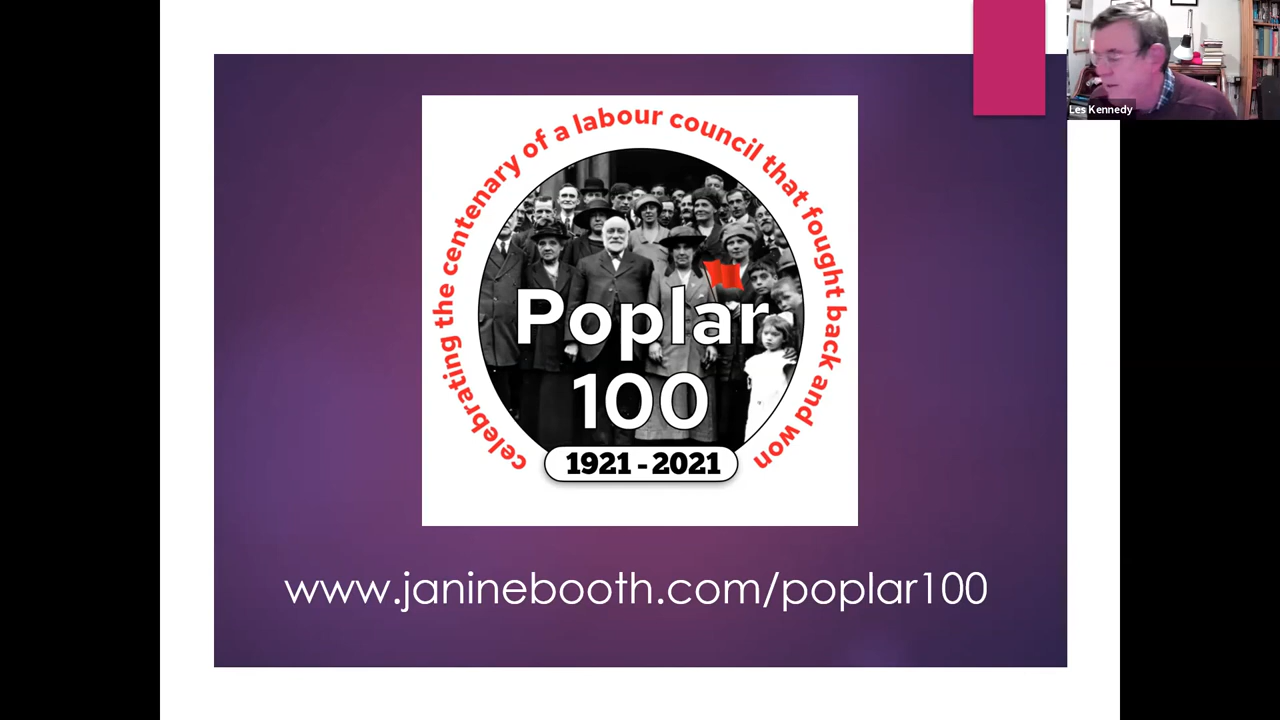 Les Kennedy
celebrating the centenary of a labour council that fought back and won
Poplar
100
1921 - 2021
www.janinebooth.com/poplar100